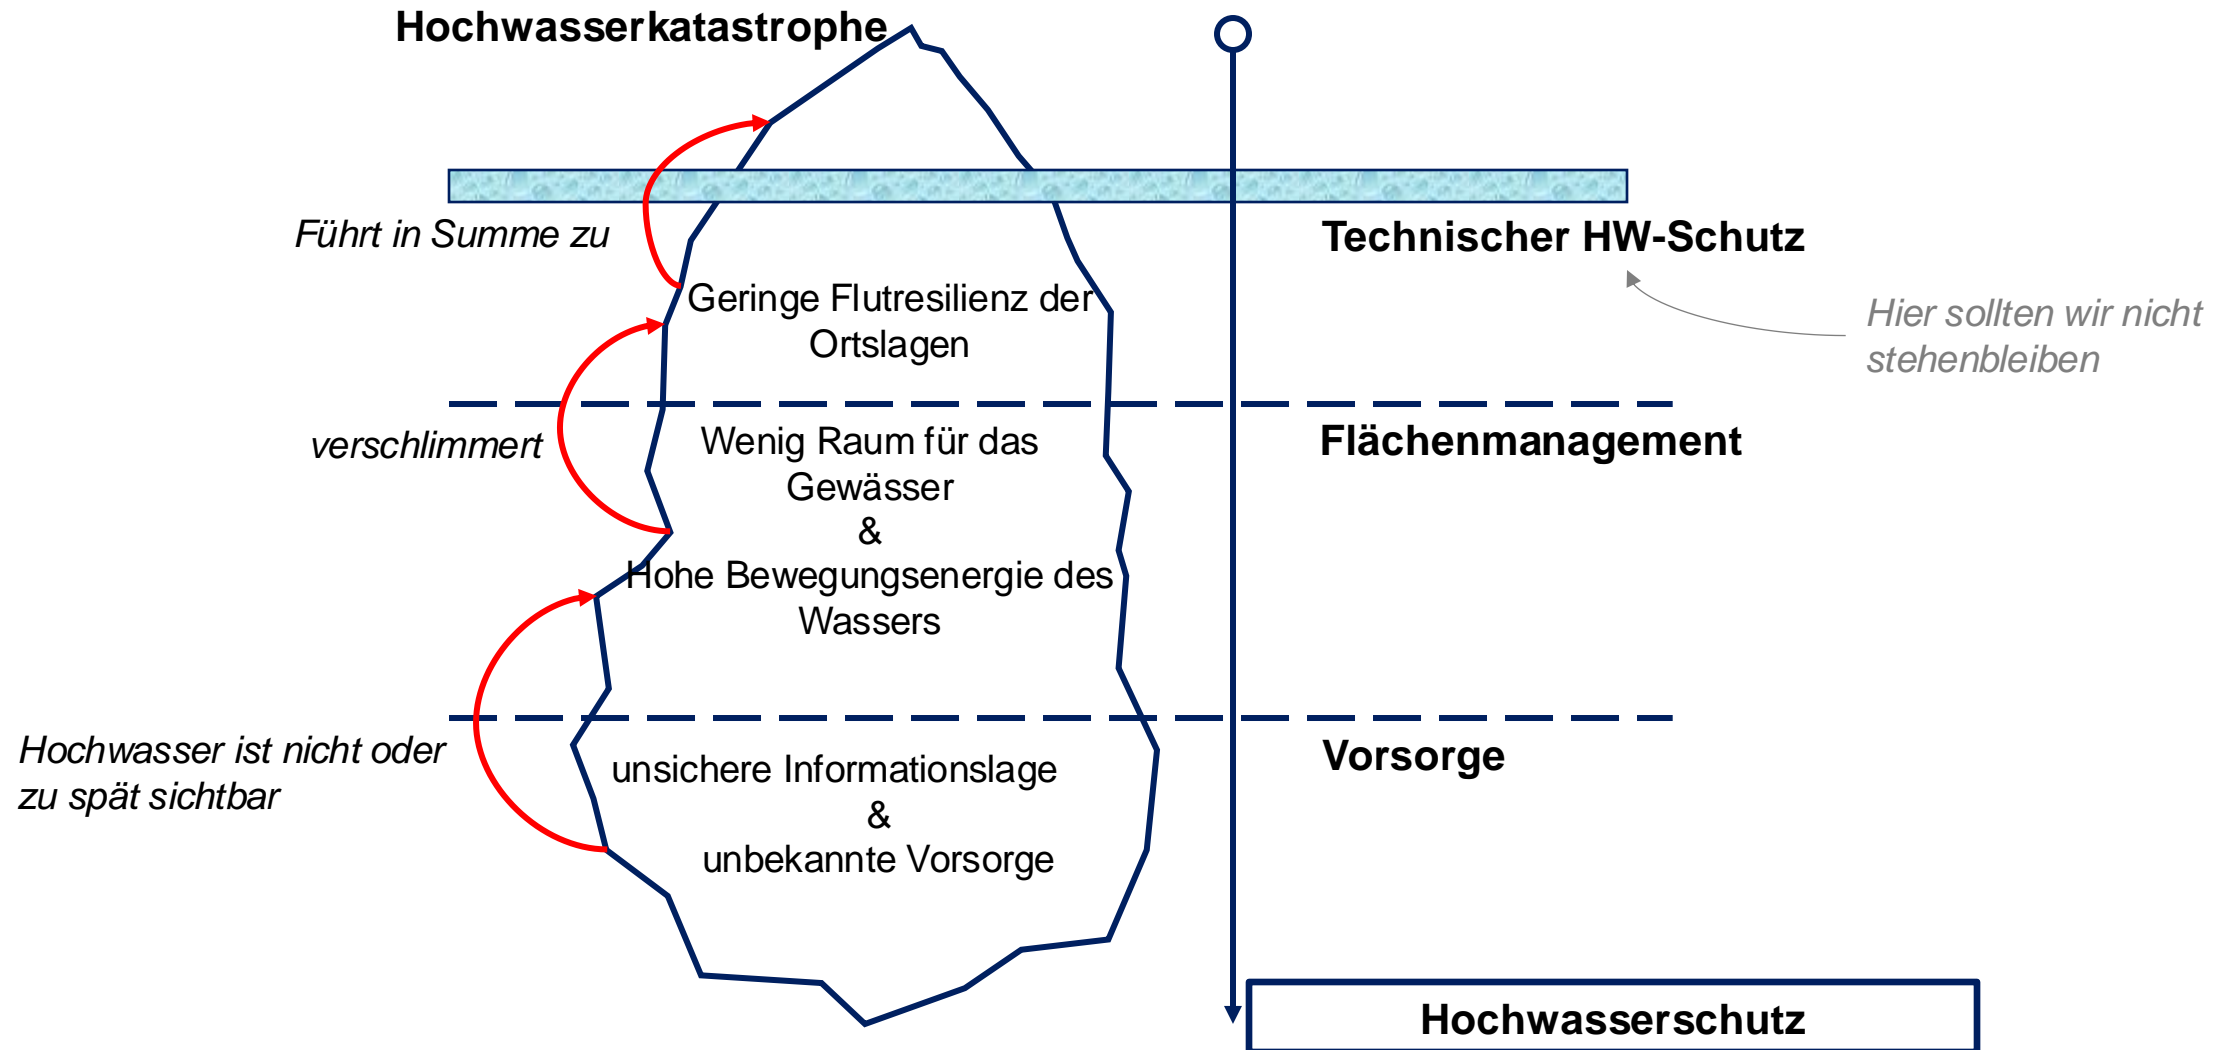 Hochwasserkatastrophe
Führt in Summe zu
Technischer HW-Schutz
Geringe Flutresilienz der
Ortslagen
Hier sollten wir nicht
stehenbleiben
verschlimmert
Wenig Raum für das
Gewässer
&
Hohe Bewegungsenergie des
Wassers
Flächenmanagement
Hochwasser ist nicht oder
zu spät sichtbar
unsichere Informationslage
&
unbekannte Vorsorge
Vorsorge
Hochwasserschutz